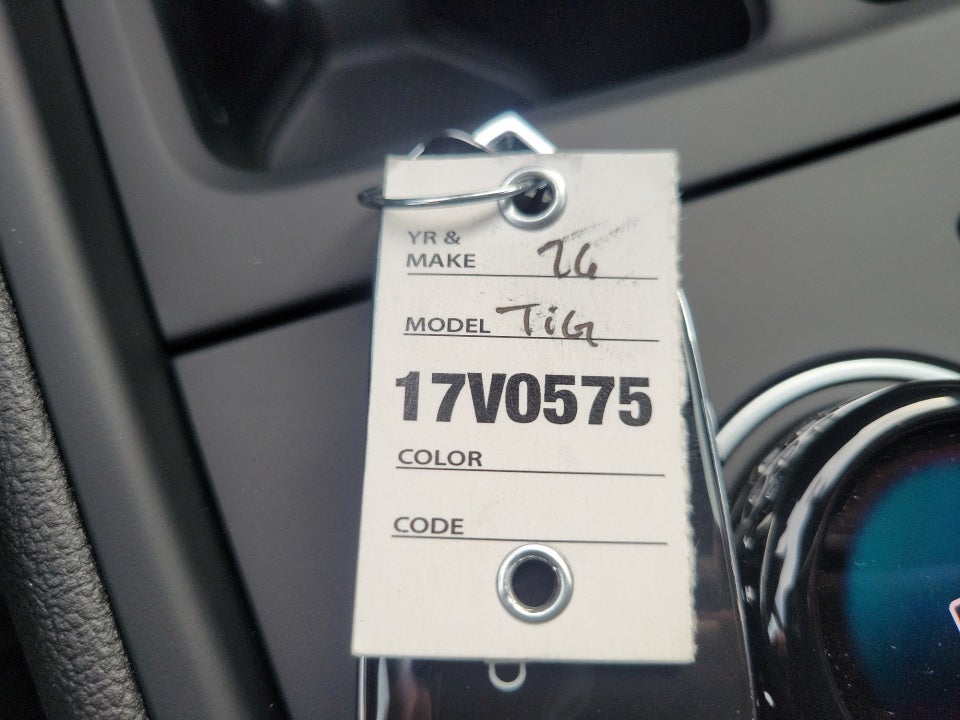 YR &
MAKE 26
MODEL TiG
17V0575
COLOR
CODE